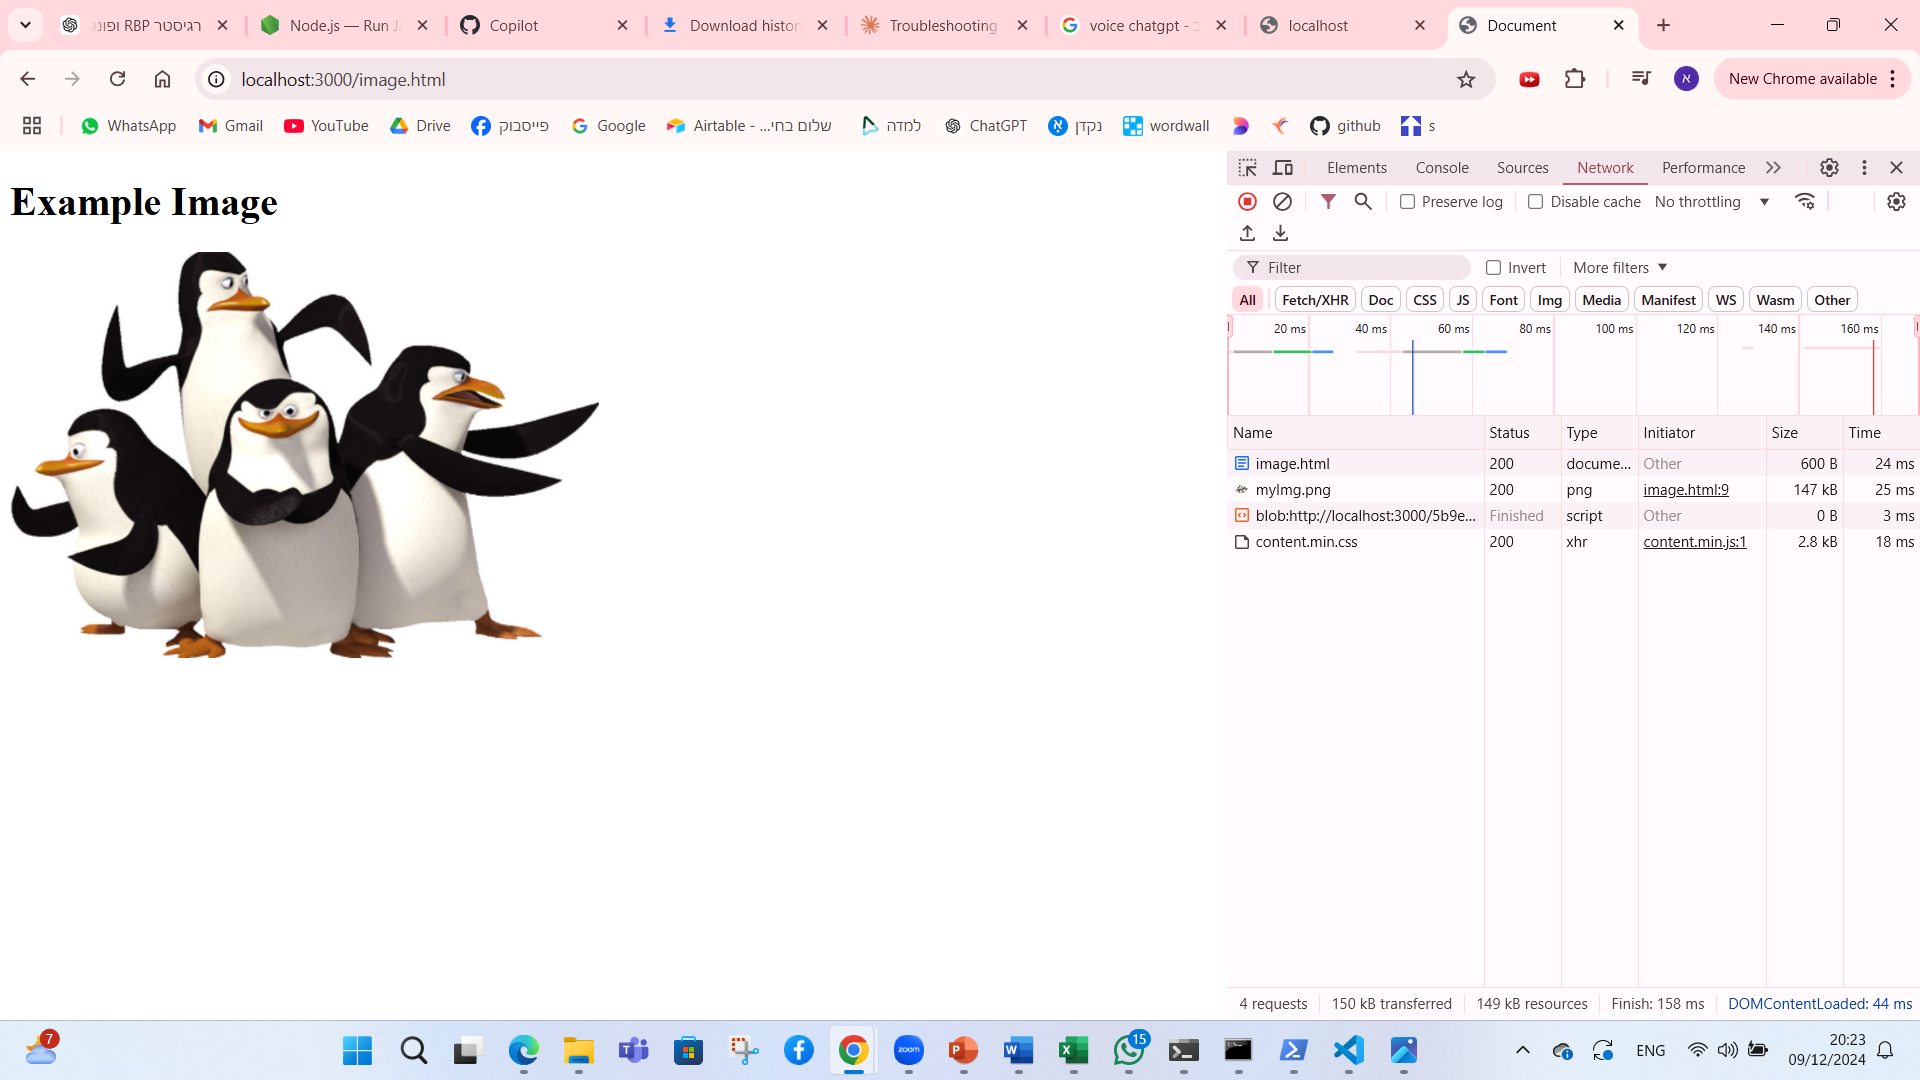 רגיסטר RBP ופונק
Node.js — Run J
Copilot
Download histor
Troubleshooting
voice chatgpt - כ
localhost
Document
localhost:3000/image.html
New Chrome available
WhatsApp
Gmail
YouTube
Drive
פייסבוק
Google
Airtable - ...שלום בחי
למדה
ChatGPT
נקדן
wordwall
github
s
Example Image
Elements
Console
Sources
Network
Performance
Preserve log
Disable cache
No throttling
Filter
Invert
More filters
All
Fetch/XHR
Doc
CSS
JS
Font
Img
Media
Manifest
WS
Wasm
Other
20 ms
40 ms
60 ms
80 ms
100 ms
120 ms
140 ms
160 ms
Name Status Type Initiator Size Time
image.html 200 docume... Other 600 B 24 ms
myImg.png 200 png image.html:9 147 kB 25 ms
blob:http://localhost:3000/5b9e... Finished script Other 0 B 3 ms
content.min.css 200 xhr content.min.js:1 2.8 kB 18 ms
4 requests
150 kB transferred
149 kB resources
Finish: 158 ms
DOMContentLoaded: 44 ms
7
zoom
15
ENG
20:23
09/12/2024